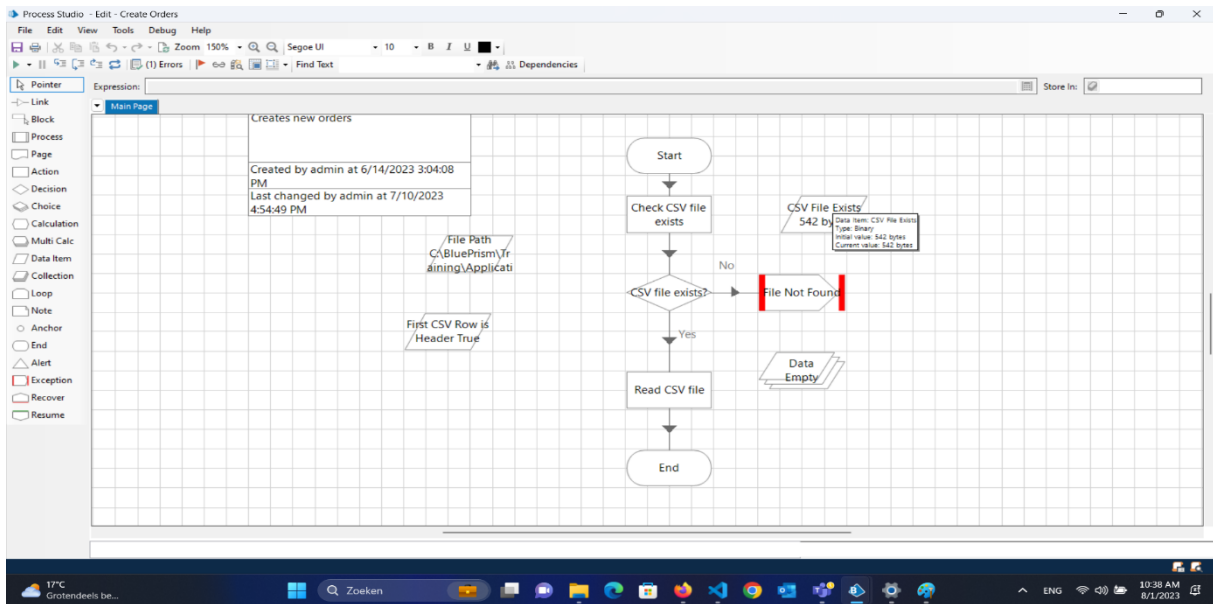 Process Studio - Edit - Create Orders
File Edit View Tools Debug Help
Zoom 150% Segoe UI 10 B I U
(1) Errors Find Text Dependencies
Pointer
Expression:
Store In:
Link
Main Page
Block
Process
Page
Action
Decision
Choice
Calculation
Multi Calc
Data Item
Collection
Loop
Note
Anchor
End
Alert
Exception
Recover
Resume
Creates new orders
Created by admin at 6/14/2023 3:04:08
PM
Last changed by admin at 7/10/2023
4:54:49 PM
File Path
C:\BluePrism\Tr
aining\Applicati
First CSV Row is
Header True
Start
Check CSV file
exists
CSV File Exists
542 by
Data Item: CSV File Exists
Type: Binary
Initial value: 542 bytes
Current value: 542 bytes
CSV file exists?
No
File Not Found
Yes
Data
Empty
Read CSV file
End
17°C
Grotendeels be...
Zoeken
ENG
10:38 AM
8/1/2023